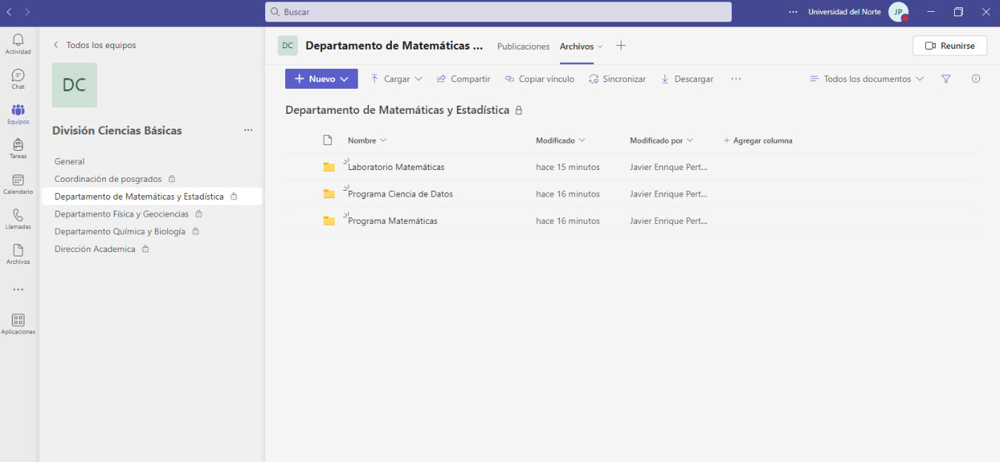 Buscar
Universidad del Norte
JP
Actividad
Chat
Equipos
Tareas
Calendario
Llamadas
Archivos
Aplicaciones
Todos los equipos
DC
División Ciencias Básicas
General
Coordinación de posgrados
Departamento de Matemáticas y Estadística
Departamento Física y Geociencias
Departamento Química y Biología
Dirección Academica
DC Departamento de Matemáticas ... Publicaciones Archivos Reunirse
Nuevo Cargar Compartir Copiar vínculo Sincronizar Descargar Todos los documentos
Departamento de Matemáticas y Estadística
Nombre Modificado Modificado por + Agregar columna
Laboratorio Matemáticas hace 15 minutos Javier Enrique Pert...
Programa Ciencia de Datos hace 16 minutos Javier Enrique Pert...
Programa Matemáticas hace 16 minutos Javier Enrique Pert...